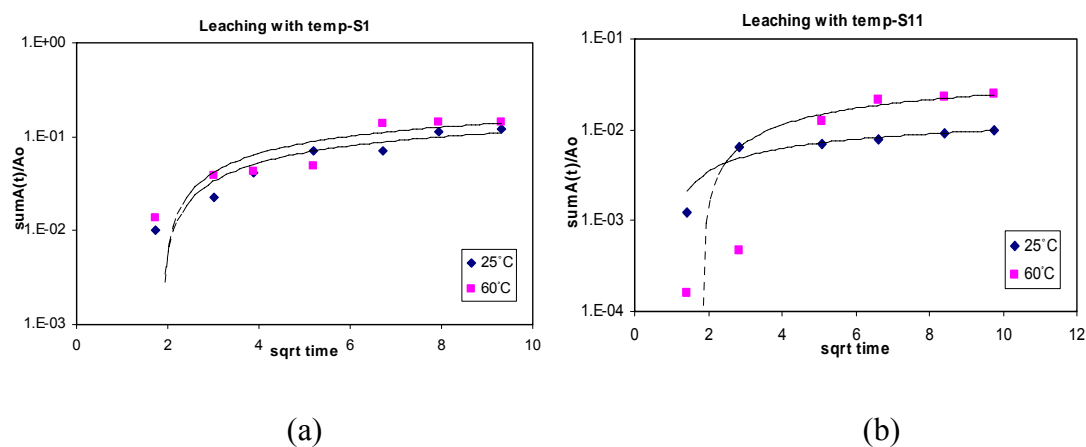 Leaching with temp-S1
1.E+00
1.E-01
1.E-02
1.E-03
sumA(t)/Ao
0 2 4 6 8 10
sqrt time
25°C
60°C
(a)
Leaching with temp-S11
1.E-01
1.E-02
1.E-03
1.E-04
sumA(t)/Ao
0 2 4 6 8 10 12
sqrt time
25°C
60°C
(b)